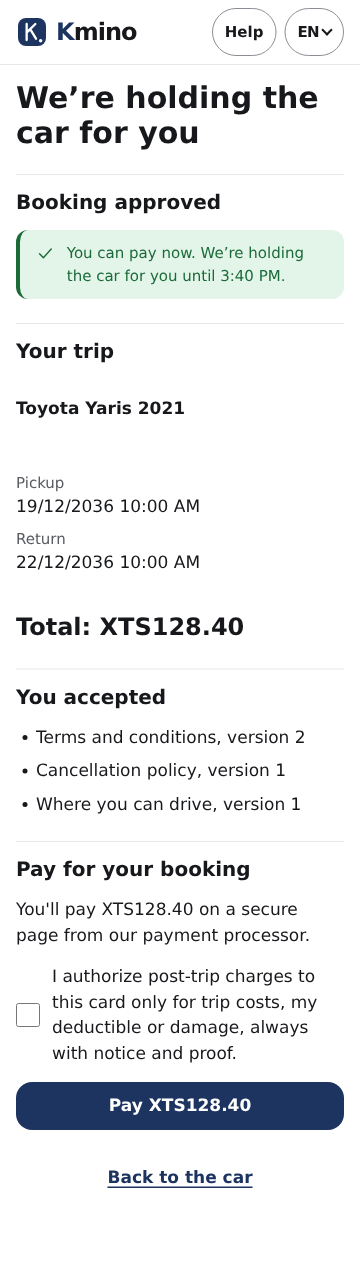 Kmino
Help
EN
We’re holding the
car for you
Booking approved
You can pay now. We’re holding
the car for you until 3:40 PM.
Your trip
Toyota Yaris 2021
Pickup
19/12/2036 10:00 AM
Return
22/12/2036 10:00 AM
Total: XTS128.40
You accepted
• Terms and conditions, version 2
• Cancellation policy, version 1
• Where you can drive, version 1
Pay for your booking
You'll pay XTS128.40 on a secure
page from our payment processor.
I authorize post-trip charges to
this card only for trip costs, my
deductible or damage, always
with notice and proof.
Pay XTS128.40
Back to the car